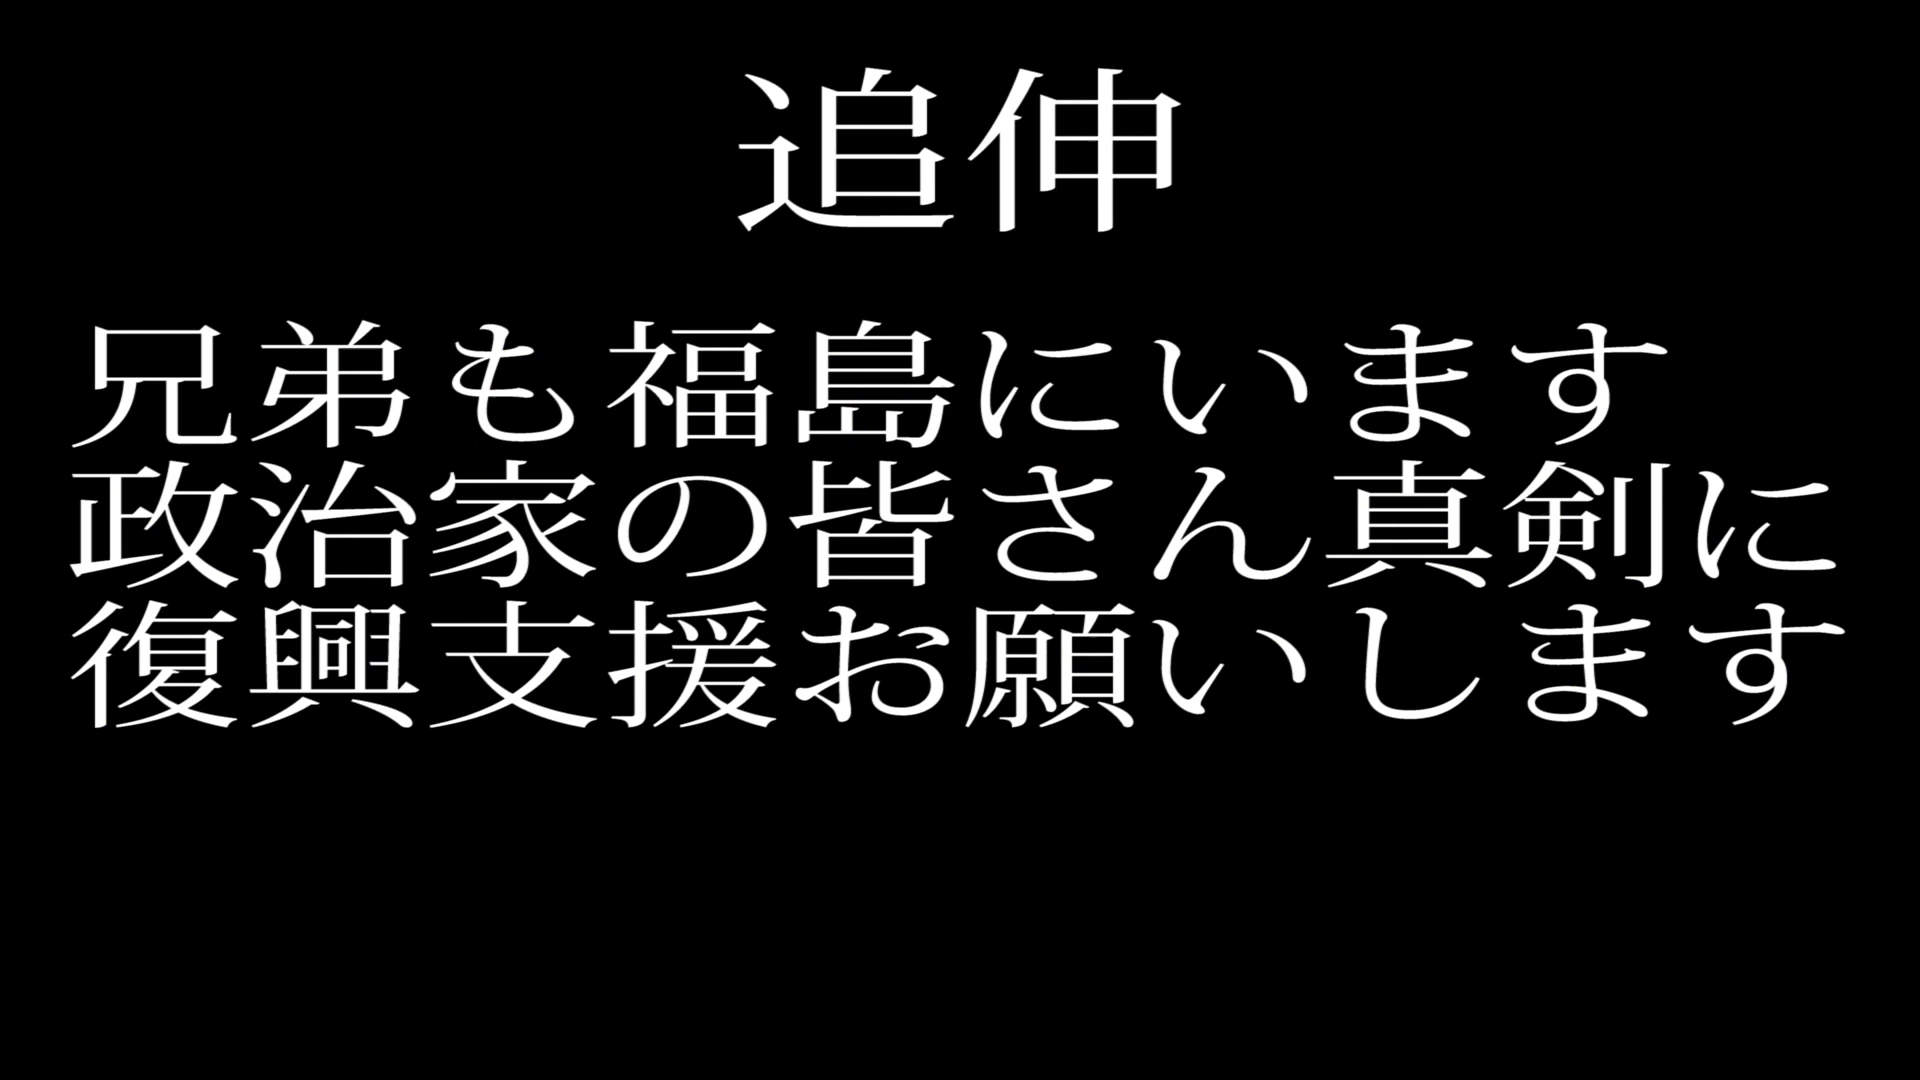 追伸
兄弟も福島にいます
政治家の皆さん真剣に
復興支援お願いします